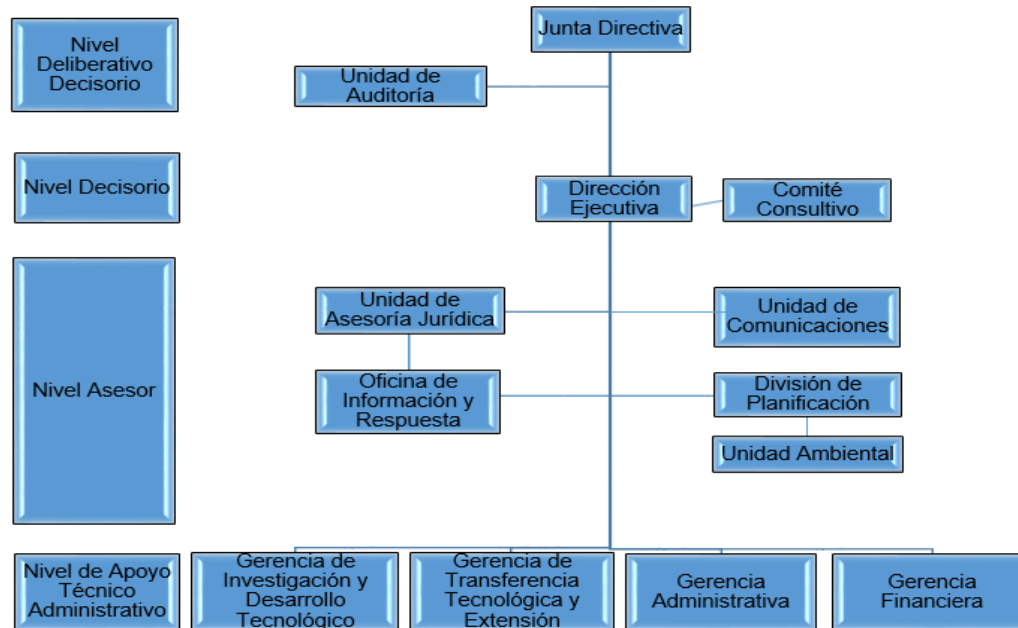 Junta Directiva
Nivel
Deliberativo
Decisorio
Unidad de
Auditoría
Nivel Decisorio
Dirección
Ejecutiva
Comité
Consultivo
Nivel Asesor
Unidad de
Asesoría Jurídica
Unidad de
Comunicaciones
Oficina de
Información y
Respuesta
División de
Planificación
Unidad Ambiental
Nivel de Apoyo
Técnico
Administrativo
Gerencia de
Investigación y
Desarrollo
Tecnológico
Gerencia de
Transferencia
Tecnológica y
Extensión
Gerencia
Administrativa
Gerencia
Financiera